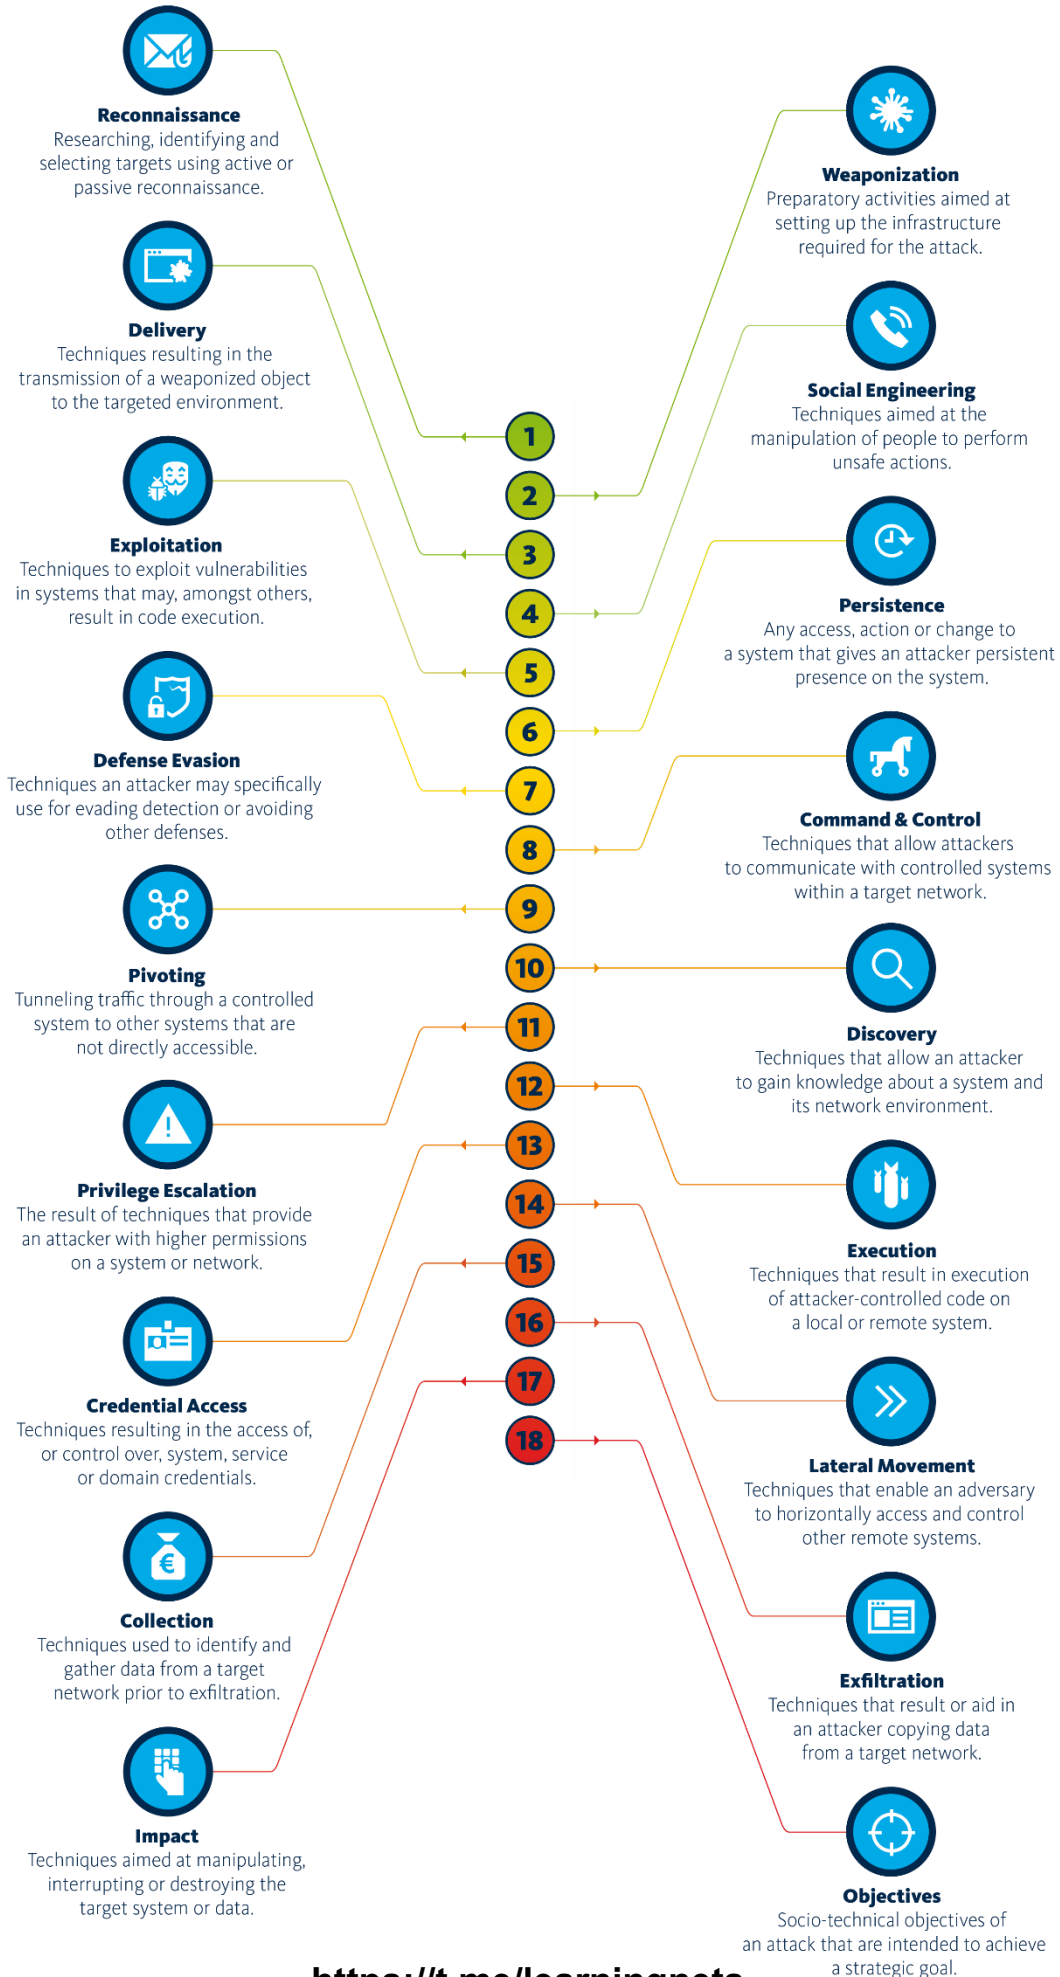 Reconnaissance
Researching, identifying and
selecting targets using active or
passive reconnaissance.
Weaponization
Preparatory activities aimed at
setting up the infrastructure
required for the attack.
Delivery
Techniques resulting in the
transmission of a weaponized object
to the targeted environment.
Social Engineering
Techniques aimed at the
manipulation of people to perform
unsafe actions.
Exploitation
Techniques to exploit vulnerabilities
in systems that may, amongst others,
result in code execution.
Persistence
Any access, action or change to
a system that gives an attacker persistent
presence on the system.
Defense Evasion
Techniques an attacker may specifically
use for evading detection or avoiding
other defenses.
Command & Control
Techniques that allow attackers
to communicate with controlled systems
within a target network.
Pivoting
Tunneling traffic through a controlled
system to other systems that are
not directly accessible.
Discovery
Techniques that allow an attacker
to gain knowledge about a system and
its network environment.
Privilege Escalation
The result of techniques that provide
an attacker with higher permissions
on a system or network.
Execution
Techniques that result in execution
of attacker-controlled code on
a local or remote system.
Credential Access
Techniques resulting in the access of,
or control over, system, service
or domain credentials.
Lateral Movement
Techniques that enable an adversary
to horizontally access and control
other remote systems.
Collection
Techniques used to identify and
gather data from a target
network prior to exfiltration.
Exfiltration
Techniques that result or aid in
an attacker copying data
from a target network.
Impact
Techniques aimed at manipulating,
interrupting or destroying the
target system or data.
Objectives
Socio-technical objectives of
an attack that are intended to achieve
a strategic goal.
1
2
3
4
5
6
7
8
9
10
11
12
13
14
15
16
17
18
€
https://t.me/learningnets